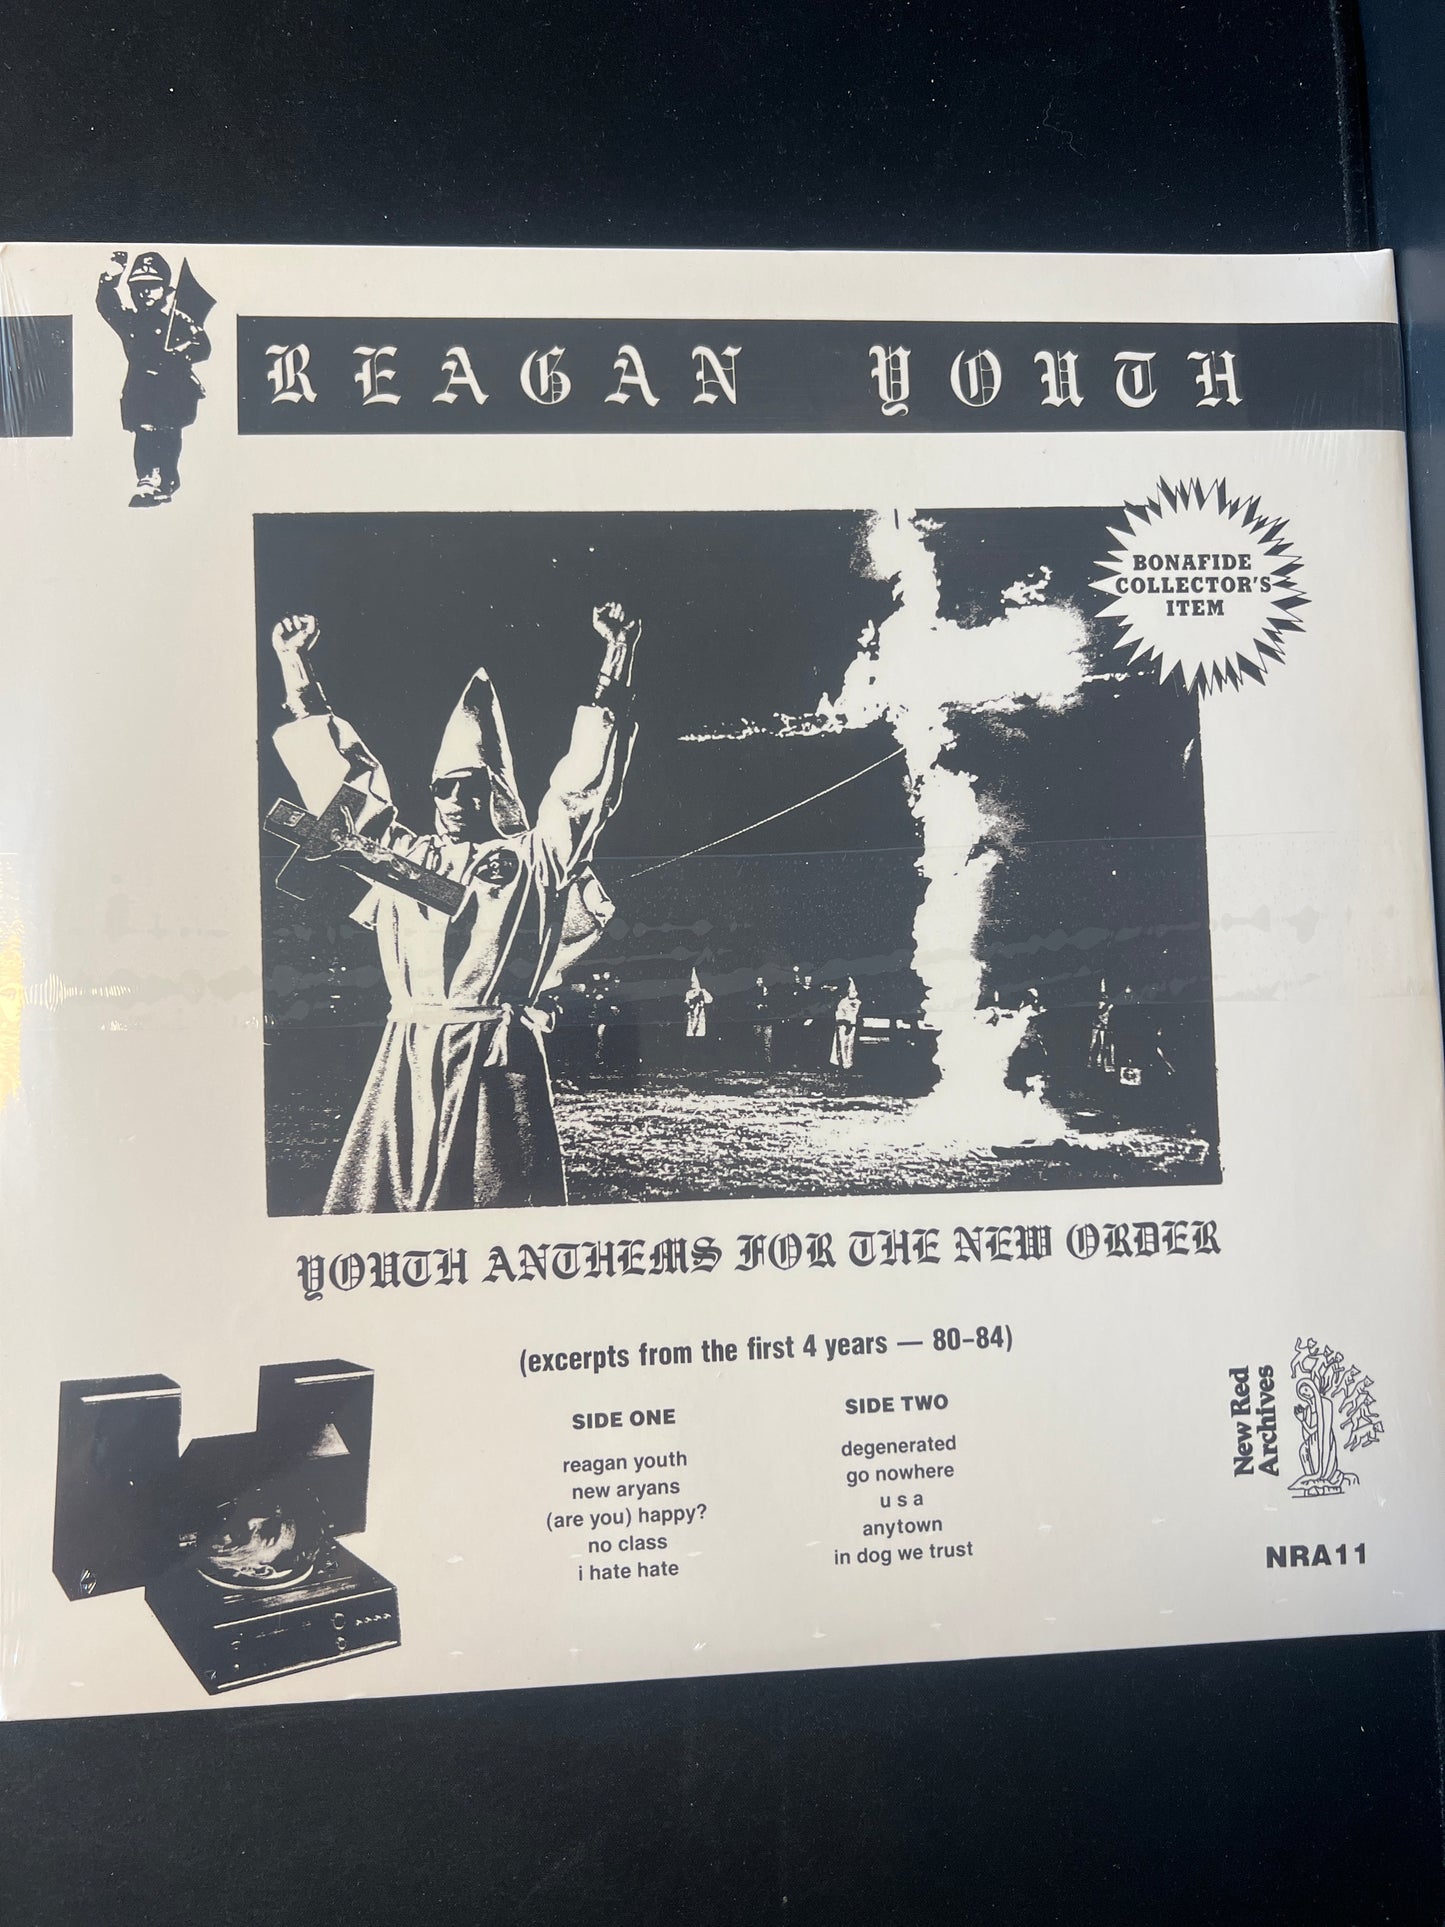 REAGAN YOUTH
BONAFIDE
COLLECTOR'S
ITEM
YOUTH ANTHEMS FOR THE NEW ORDER
(excerpts from the first 4 years — 80-84)
SIDE ONE
reagan youth
new aryans
(are you) happy?
no class
i hate hate
SIDE TWO
degenerated
go nowhere
u s a
anytown
in dog we trust
New Red
Archives
NRA11